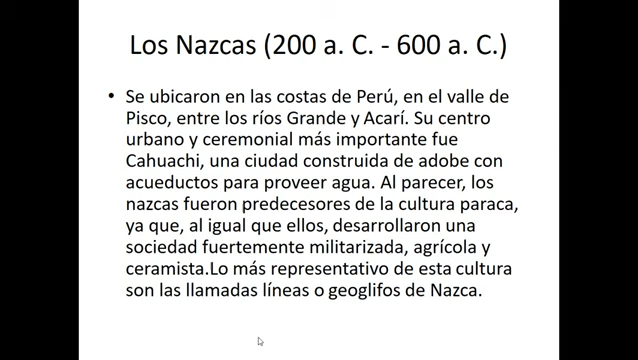 Los Nazcas (200 a. C. - 600 a. C.)
• Se ubicaron en las costas de Perú, en el valle de
Pisco, entre los ríos Grande y Acarí. Su centro
urbano y ceremonial más importante fue
Cahuachi, una ciudad construida de adobe con
acueductos para proveer agua. Al parecer, los
nazcas fueron predecesores de la cultura paraca,
ya que, al igual que ellos, desarrollaron una
sociedad fuertemente militarizada, agrícola y
ceramista.Lo más representativo de esta cultura
son las llamadas líneas o geoglifos de Nazca.